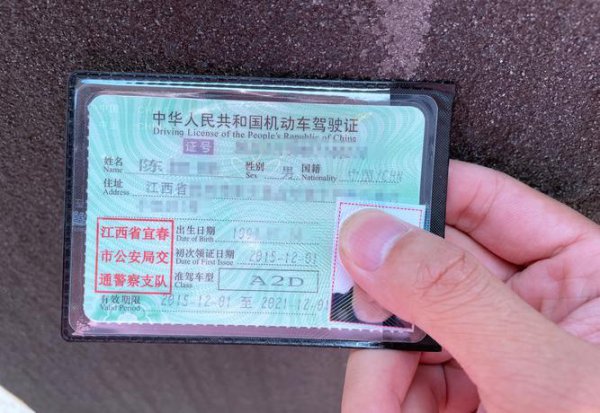 中华人民共和国机动车驾驶证
Driving License of the People's Republic of China
证号
姓名 陈 性别 男 国籍
Name Sex Nationality
住址 江西省
Address
江西省宜春
市公安局交
通警察支队
出生日期 199
Date of Birth
初次领证日期 2015-12-01
Date of First Issue
准驾车型 A2D
Class
有效期限 2015-12-01 至 2021-12-01
Valid Period